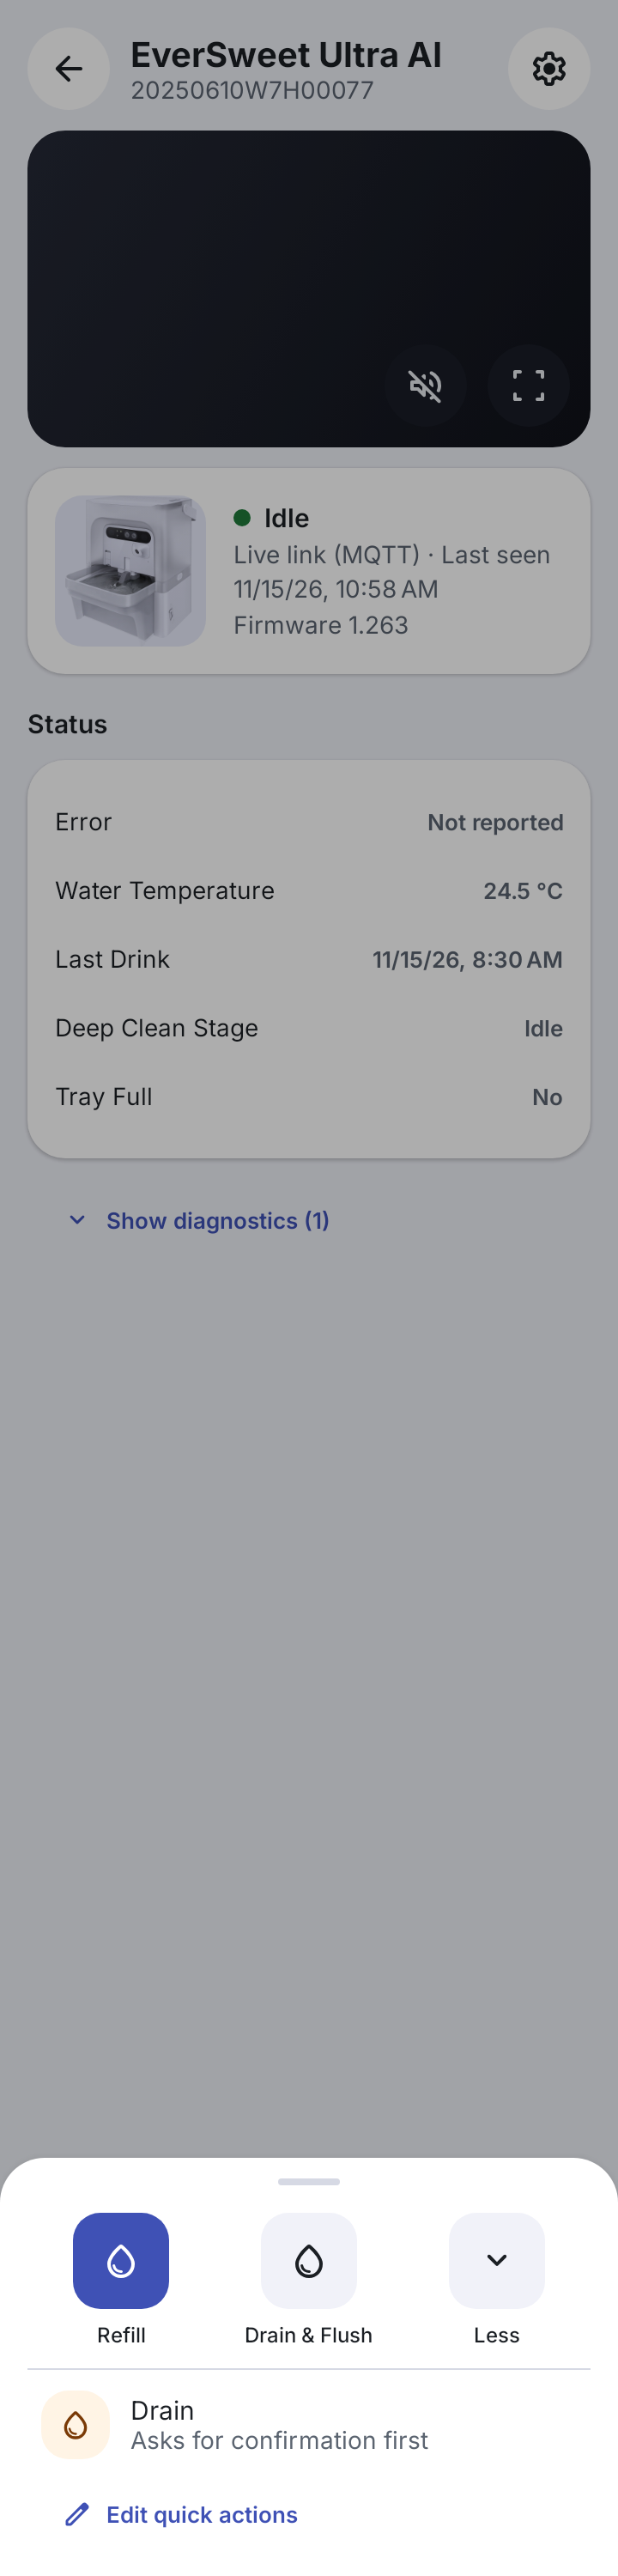 EverSweet Ultra AI
20250610W7H00077
Idle
Live link (MQTT) · Last seen
11/15/26, 10:58 AM
Firmware 1.263
Status
Error
Not reported
Water Temperature
24.5 °C
Last Drink
11/15/26, 8:30 AM
Deep Clean Stage
Idle
Tray Full
No
Show diagnostics (1)
Refill
Drain & Flush
Less
Drain
Asks for confirmation first
Edit quick actions